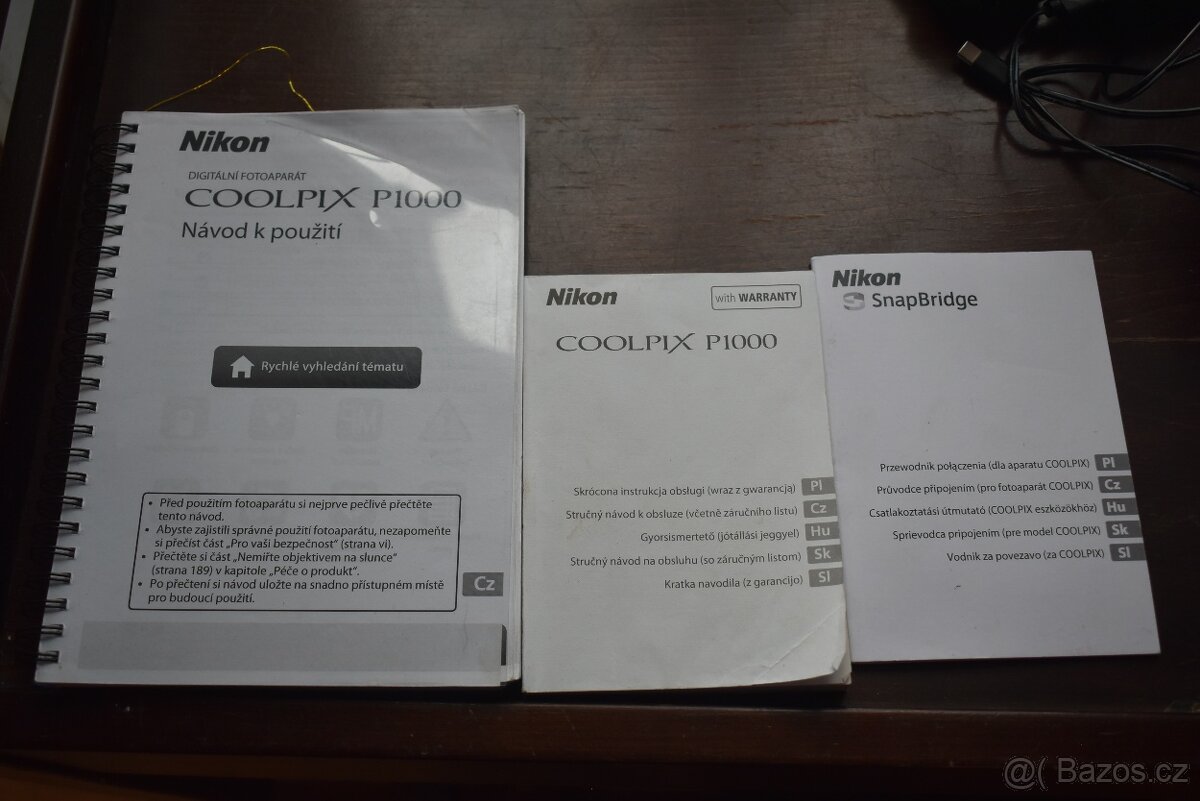 Nikon
DIGITÁLNÍ FOTOAPARÁT
COOLPIX P1000
Návod k použití
Rychlé vyhledání tématu
• Před použitím fotoaparátu si nejprve pečlivě přečtěte
tento návod.
• Abyste zajistili správné použití fotoaparátu, nezapomeňte
si přečíst část „Pro vaši bezpečnost“ (strana vi).
• Přečtěte si část „Nemiřte objektivem na slunce“
(strana 189) v kapitole „Péče o produkt“.
• Po přečtení si návod uložte na snadno přístupném místě
pro budoucí použití.
Cz
Nikon
with WARRANTY
COOLPIX P1000
Skrócona instrukcja obsługi (wraz z gwarancją) Pl
Stručný návod k obsluze (včetně záručního listu) Cz
Gyorsismertető (jótállási jeggyel) Hu
Stručný návod na obsluhu (so záručným listom) Sk
Kratka navodila (z garancijo) Sl
Nikon
SnapBridge
Przewodnik połączenia (dla aparatu COOLPIX) Pl
Průvodce připojením (pro fotoaparát COOLPIX) Cz
Csatlakoztatási útmutató (COOLPIX eszközökhöz) Hu
Sprievodca pripojením (pre model COOLPIX) Sk
Vodnik za povezavo (za COOLPIX) Sl
@( Bazos.cz